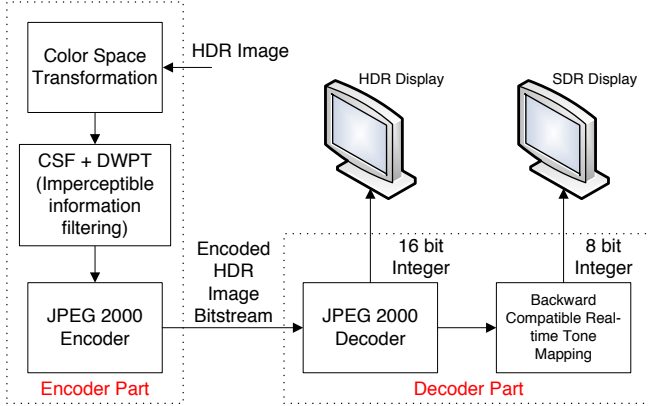 Color Space
Transformation
HDR Image
HDR Display
SDR Display
CSF + DWPT
(Imperceptible
information
filtering)
Encoded
HDR
Image
Bitstream
16 bit
Integer
8 bit
Integer
JPEG 2000
Encoder
JPEG 2000
Decoder
Backward
Compatible Real-
time Tone
Mapping
Encoder Part
Decoder Part